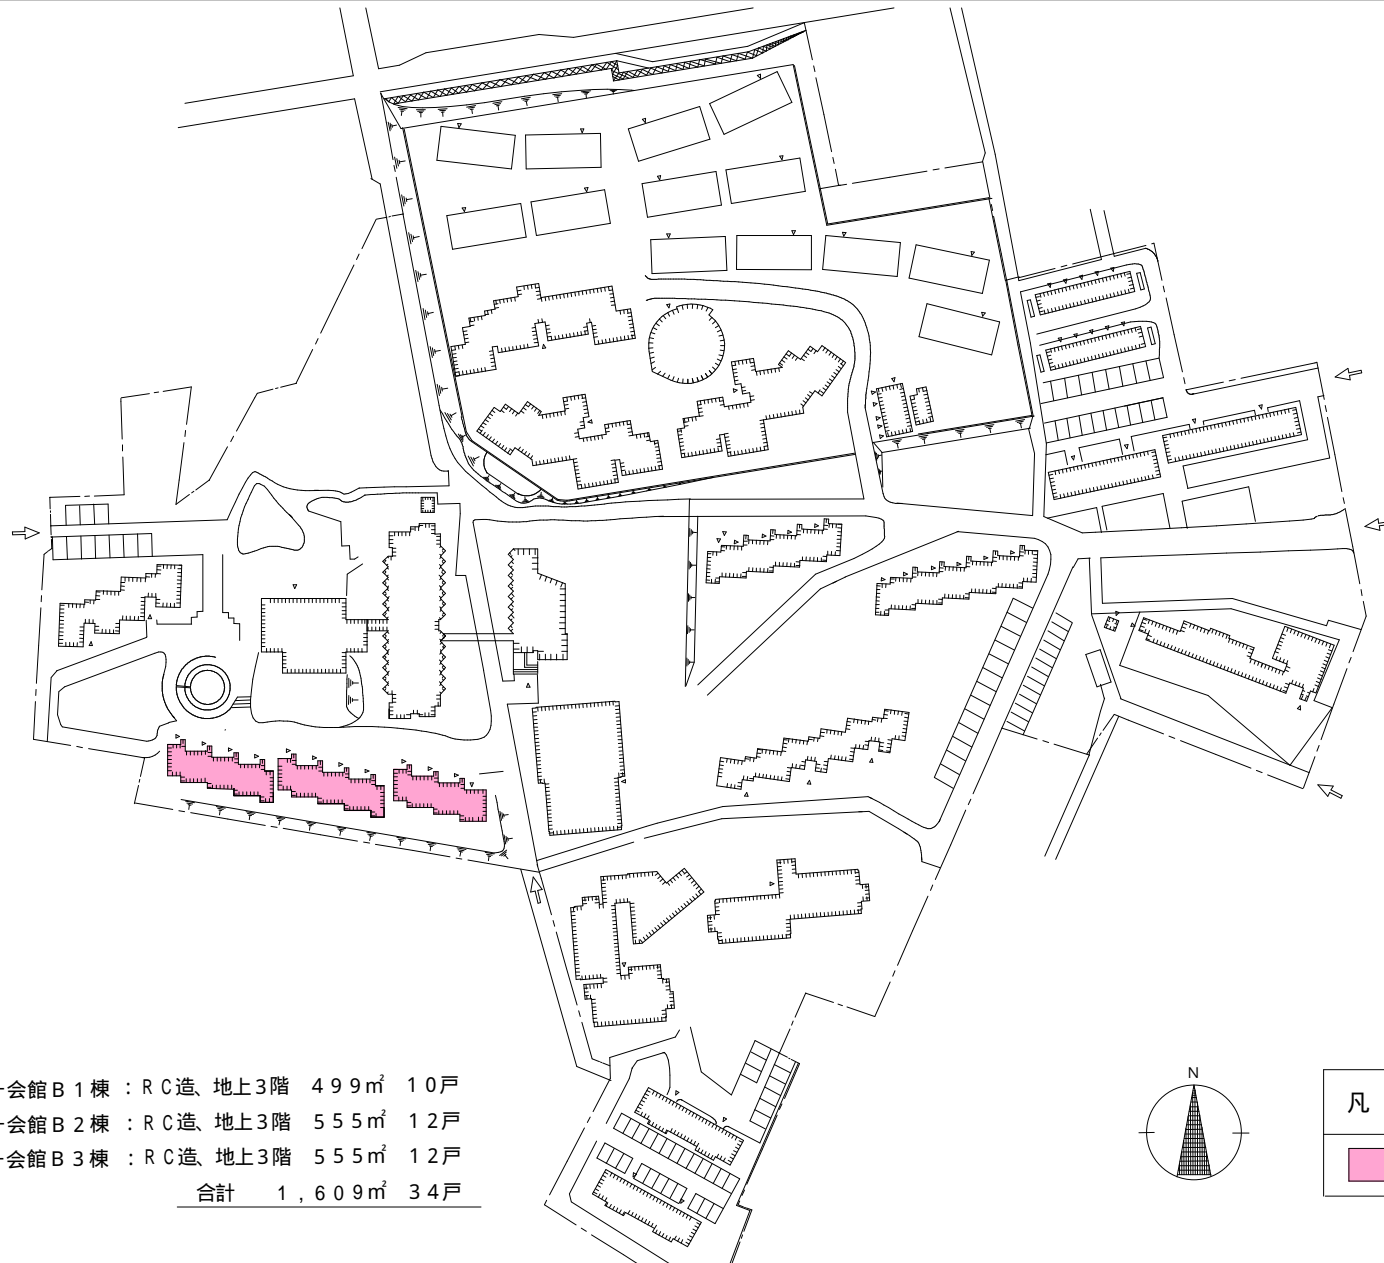 会館B1棟 : RC造、地上3階 499㎡ 10戸
会館B2棟 : RC造、地上3階 555㎡ 12戸
会館B3棟 : RC造、地上3階 555㎡ 12戸
合計 1,609㎡ 34戸
N
凡